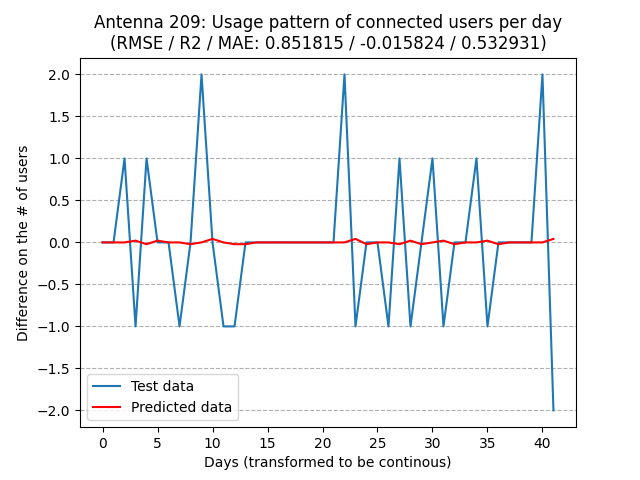 Antenna 209: Usage pattern of connected users per day
(RMSE / R2 / MAE: 0.851815 / -0.015824 / 0.532931)
2.0
1.5
1.0
0.5
0.0
−0.5
−1.0
−1.5
−2.0
Difference on the # of users
Test data
Predicted data
0 5 10 15 20 25 30 35 40
Days (transformed to be continous)